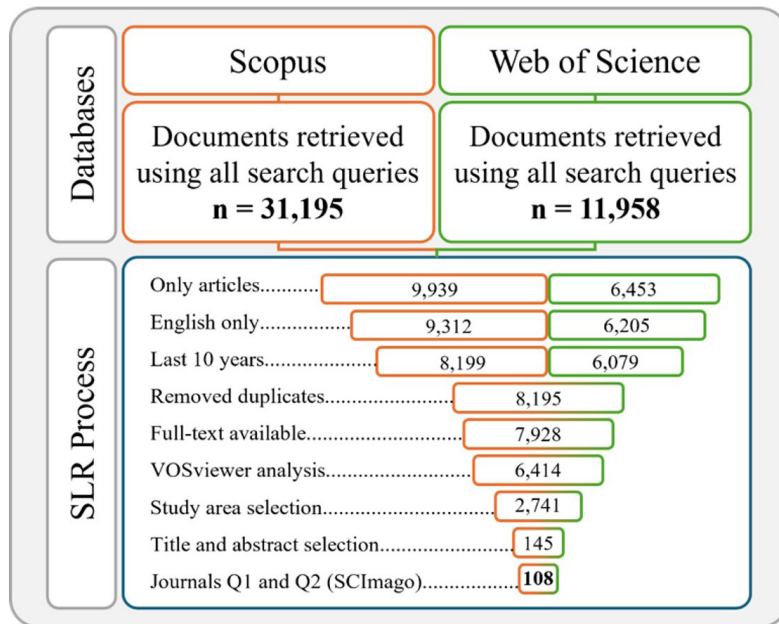 Databases
Scopus
Web of Science
Documents retrieved
using all search queries
n = 31,195
Documents retrieved
using all search queries
n = 11,958
SLR Process
Only articles........... 9,939 6,453
English only............... 9,312 6,205
Last 10 years................... 8,199 6,079
Removed duplicates...................... 8,195
Full-text available.......................... 7,928
VOSviewer analysis......................... 6,414
Study area selection............................. 2,741
Title and abstract selection....................... 145
Journals Q1 and Q2 (SCImago)................. 108